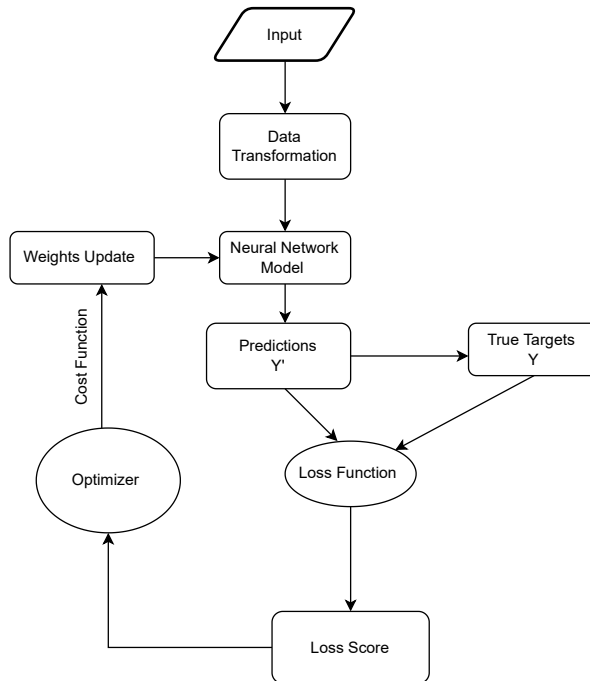 Input
Data
Transformation
Weights Update
Neural Network
Model
Cost Function
Predictions
Y'
True Targets
Y
Optimizer
Loss Function
Loss Score